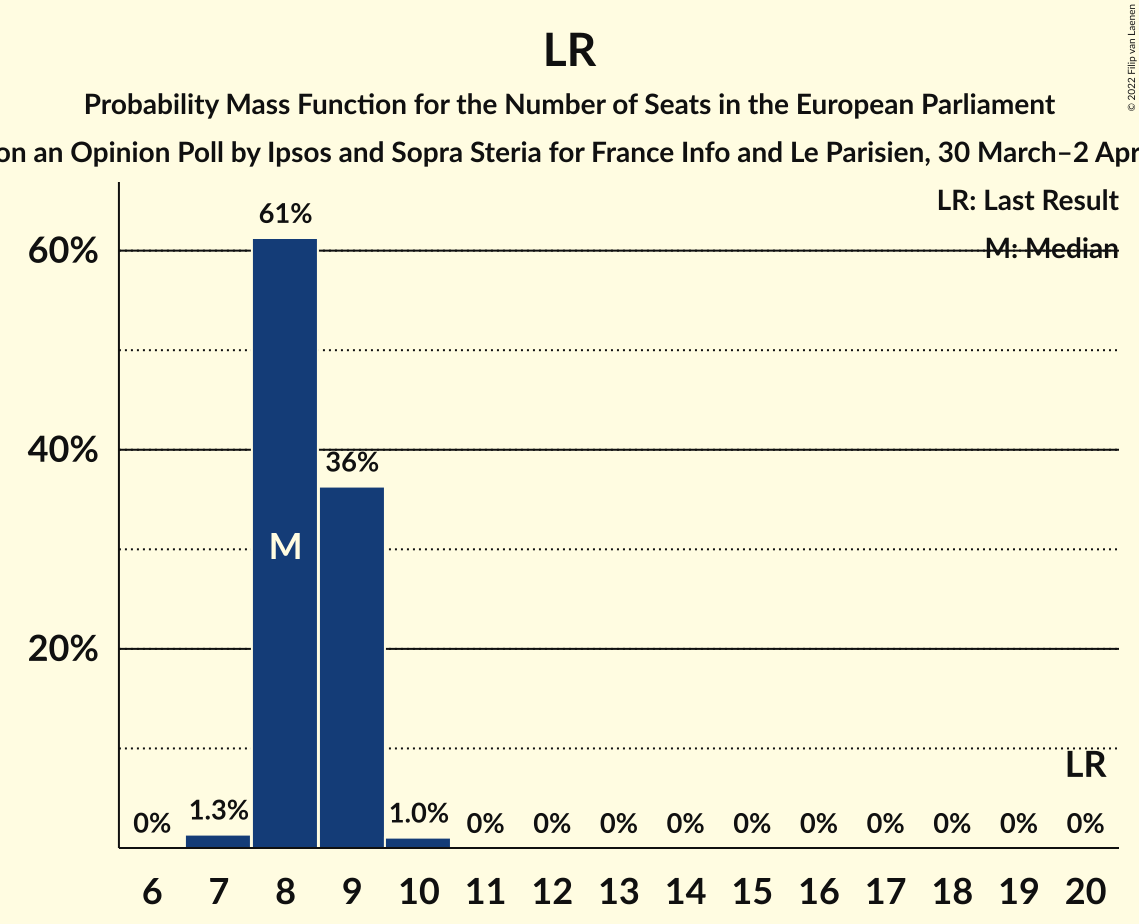 LR
Probability Mass Function for the Number of Seats in the European Parliament
on an Opinion Poll by Ipsos and Sopra Steria for France Info and Le Parisien, 30 March–2 Apr
© 2022 Filip van Laenen
LR: Last Result
M: Median
60%
40%
20%
0%
1.3%
61%
36%
1.0%
0%
0%
0%
0%
0%
0%
0%
0%
0%
0%
M
LR
6 7 8 9 10 11 12 13 14 15 16 17 18 19 20